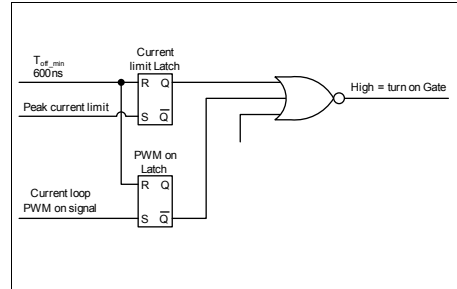 Current
limit Latch
T off_min
600ns
R Q
Peak current limit
S Q
High = turn on Gate
PWM on
Latch
R Q
Current loop
PWM on signal
S Q